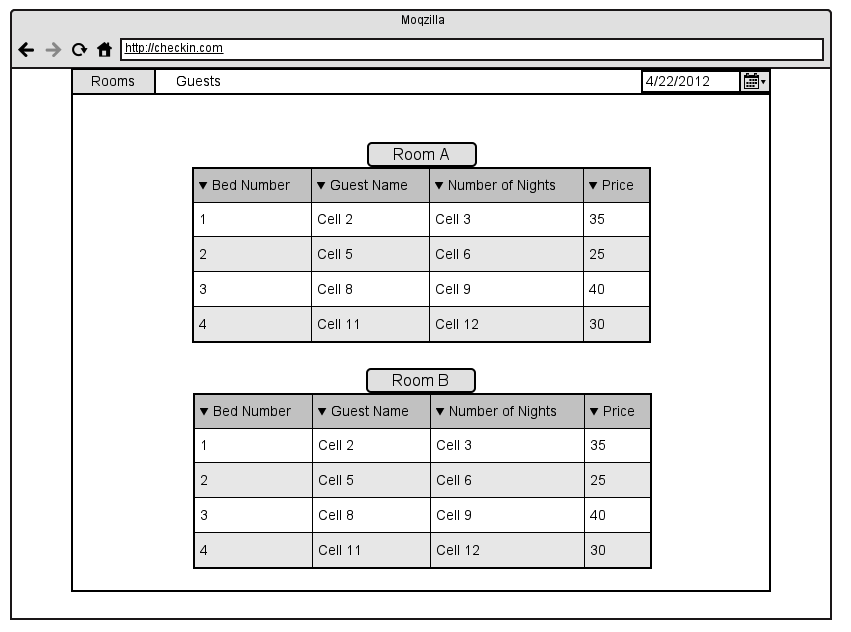 Moqzilla
http://checkin.com
Rooms Guests 4/22/2012
Room A
Bed Number Guest Name Number of Nights Price
1 Cell 2 Cell 3 35
2 Cell 5 Cell 6 25
3 Cell 8 Cell 9 40
4 Cell 11 Cell 12 30
Room B
Bed Number Guest Name Number of Nights Price
1 Cell 2 Cell 3 35
2 Cell 5 Cell 6 25
3 Cell 8 Cell 9 40
4 Cell 11 Cell 12 30